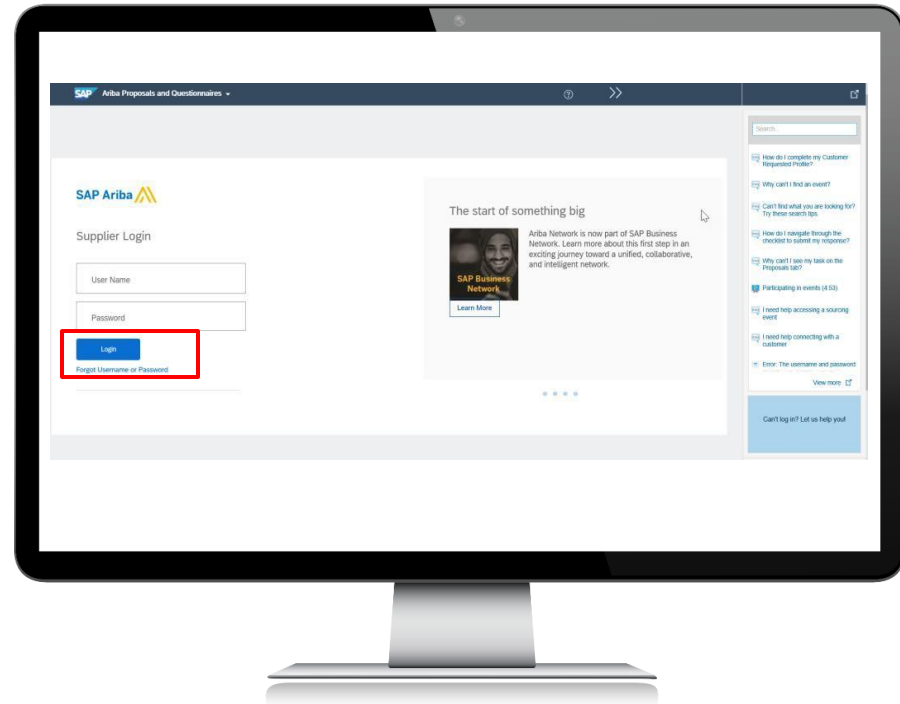 SAP Ariba Proposals and Questionnaires
SAP Ariba
Supplier Login
User Name
Password
Login
Forgot Username or Password
The start of something big
Ariba Network is now part of SAP Business
Network. Learn more about this first step in an
exciting journey toward a unified, collaborative,
and intelligent network.
SAP Business
Network
Learn More
Search...
How do I complete my Customer
Requested Profile?
Why can't I find an event?
Can't find what you are looking for?
Try these search tips.
How do I navigate through the
checklist to submit my response?
Why can't I see my task on the
Proposals tab?
Participating in events (4:53)
I need help accessing a sourcing
event
I need help connecting with a
customer
Error: The username and password
View more
Can't log in? Let us help you!